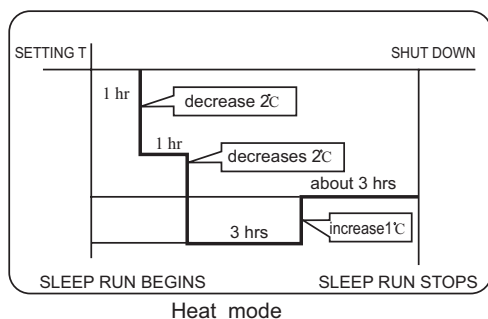 SETTING T
SHUT DOWN
1 hr
decrease 2℃
1 hr
decreases 2℃
about 3 hrs
3 hrs
increase1℃
SLEEP RUN BEGINS
SLEEP RUN STOPS
Heat mode